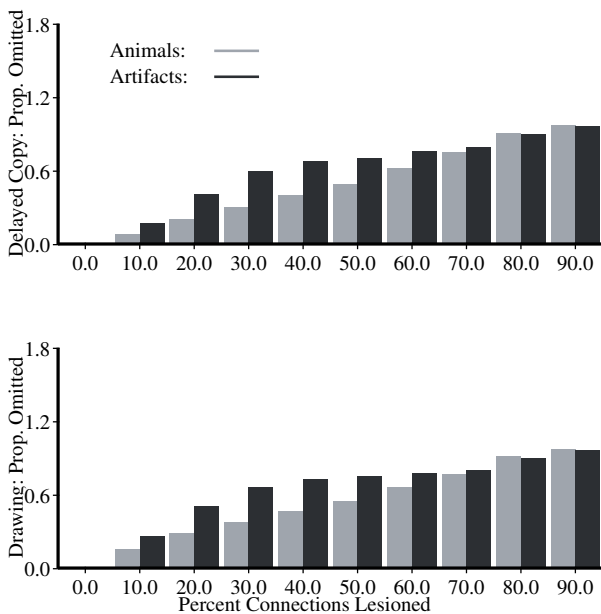 Delayed Copy: Prop. Omitted
1.8
1.2
0.6
0.0
Animals:
Artifacts:
0.0 10.0 20.0 30.0 40.0 50.0 60.0 70.0 80.0 90.0
Drawing: Prop. Omitted
1.8
1.2
0.6
0.0
0.0 10.0 20.0 30.0 40.0 50.0 60.0 70.0 80.0 90.0
Percent Connections Lesioned